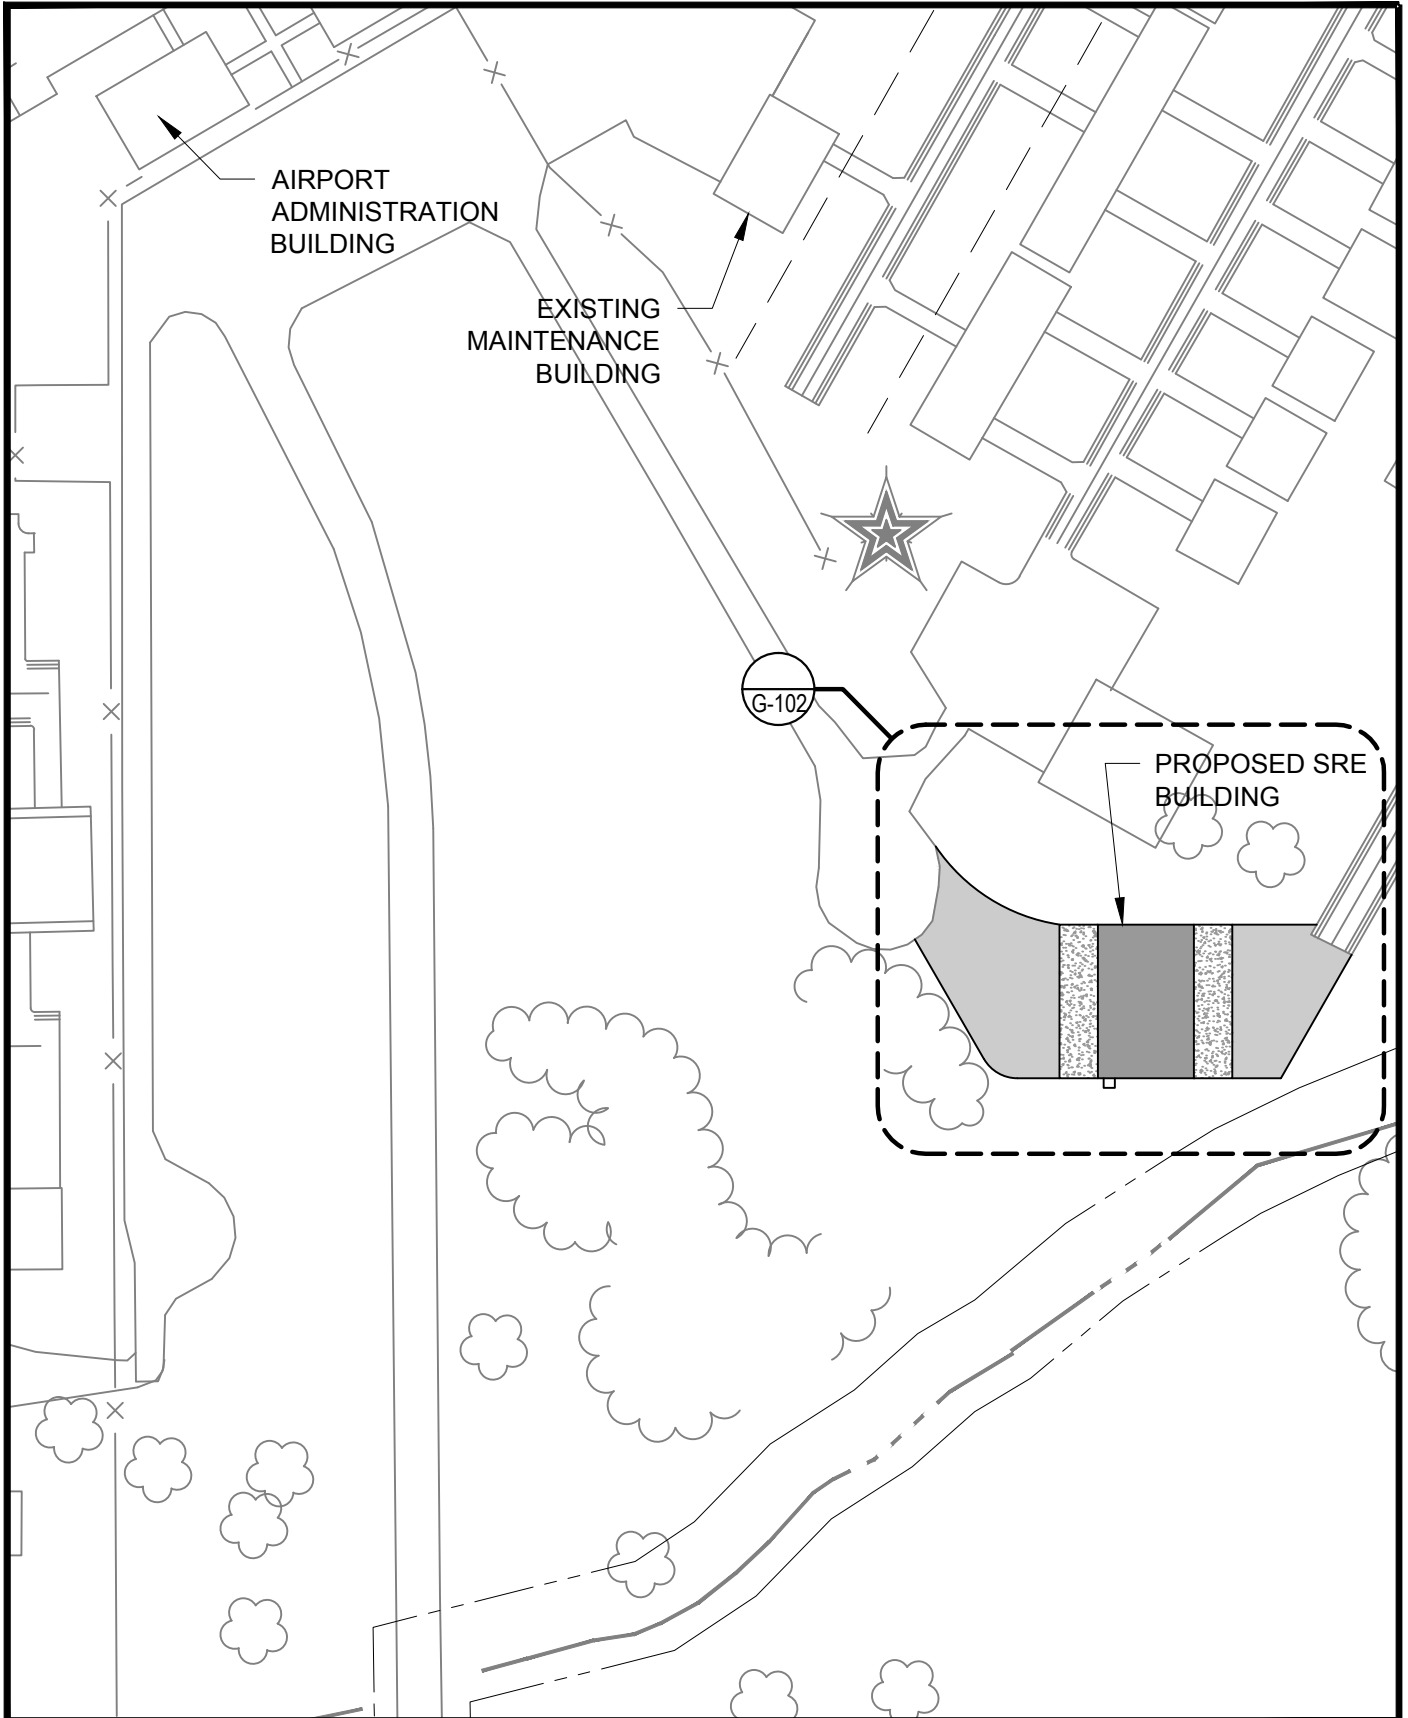 AIRPORT
ADMINISTRATION
BUILDING
EXISTING
MAINTENANCE
BUILDING
G-102
PROPOSED SRE
BUILDING